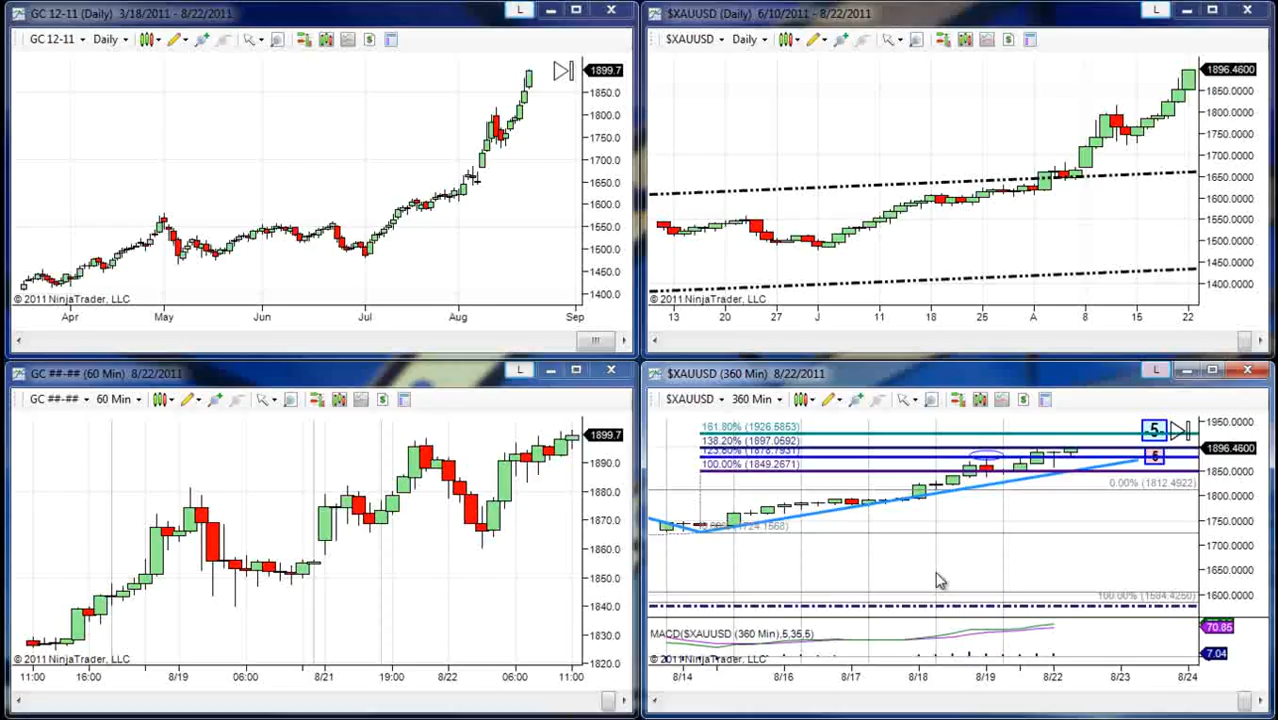 GC 12-11 (Daily) 3/18/2011 - 8/22/2011
L
GC 12-11 Daily
1899.7
1850.0
1800.0
1750.0
1700.0
1650.0
1600.0
1550.0
1500.0
1450.0
1400.0
© 2011 NinjaTrader, LLC
Apr May Jun Jul Aug Sep
$XAUUSD (Daily) 6/10/2011 - 8/22/2011
L
$XAUUSD Daily
1896.4600
1850.0000
1800.0000
1750.0000
1700.0000
1650.0000
1600.0000
1550.0000
1500.0000
1450.0000
1400.0000
© 2011 NinjaTrader, LLC
13 20 27 J 11 18 25 A 8 15 22
GC ##-## (60 Min) 8/22/2011
L
GC ##-## 60 Min
1899.7
1890.0
1880.0
1870.0
1860.0
1850.0
1840.0
1830.0
1820.0
© 2011 NinjaTrader, LLC
11:00 16:00 8/19 06:00 8/21 19:00 8/22 06:00 11:00
$XAUUSD (360 Min) 8/22/2011
L
$XAUUSD 360 Min
161.80% (1926.5853)
138.20% (1897.0592)
123.60% (1878.7931)
100.00% (1849.2671)
-5-
5
1950.0000
1896.4600
1850.0000
1800.0000
1750.0000
1700.0000
1650.0000
1600.0000
0.00% (1812.4922)
100.00% (1584.4250)
MACD($XAUUSD (360 Min),5,35,5)
70.85
7.04
© 2011 NinjaTrader, LLC
8/14 8/16 8/17 8/18 8/19 8/22 8/23 8/24